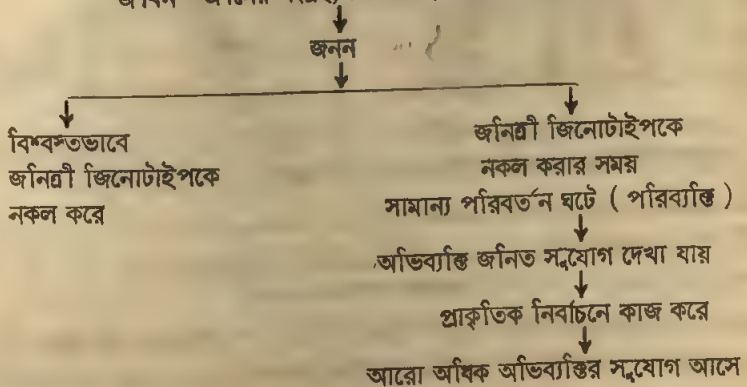 জনন
বিশ্বস্তভাবে
জনিত্রী জিনোটাইপকে
নকল করে
জনিত্রী জিনোটাইপকে
নকল করার সময়
সামান্য পরিবর্তন ঘটে ( পরিব্যক্তি )
অভিব্যক্তি জনিত সুযোগ দেখা যায়
প্রাকৃতিক নির্বাচনে কাজ করে
আরো অধিক অভিব্যক্তির সুযোগ আসে